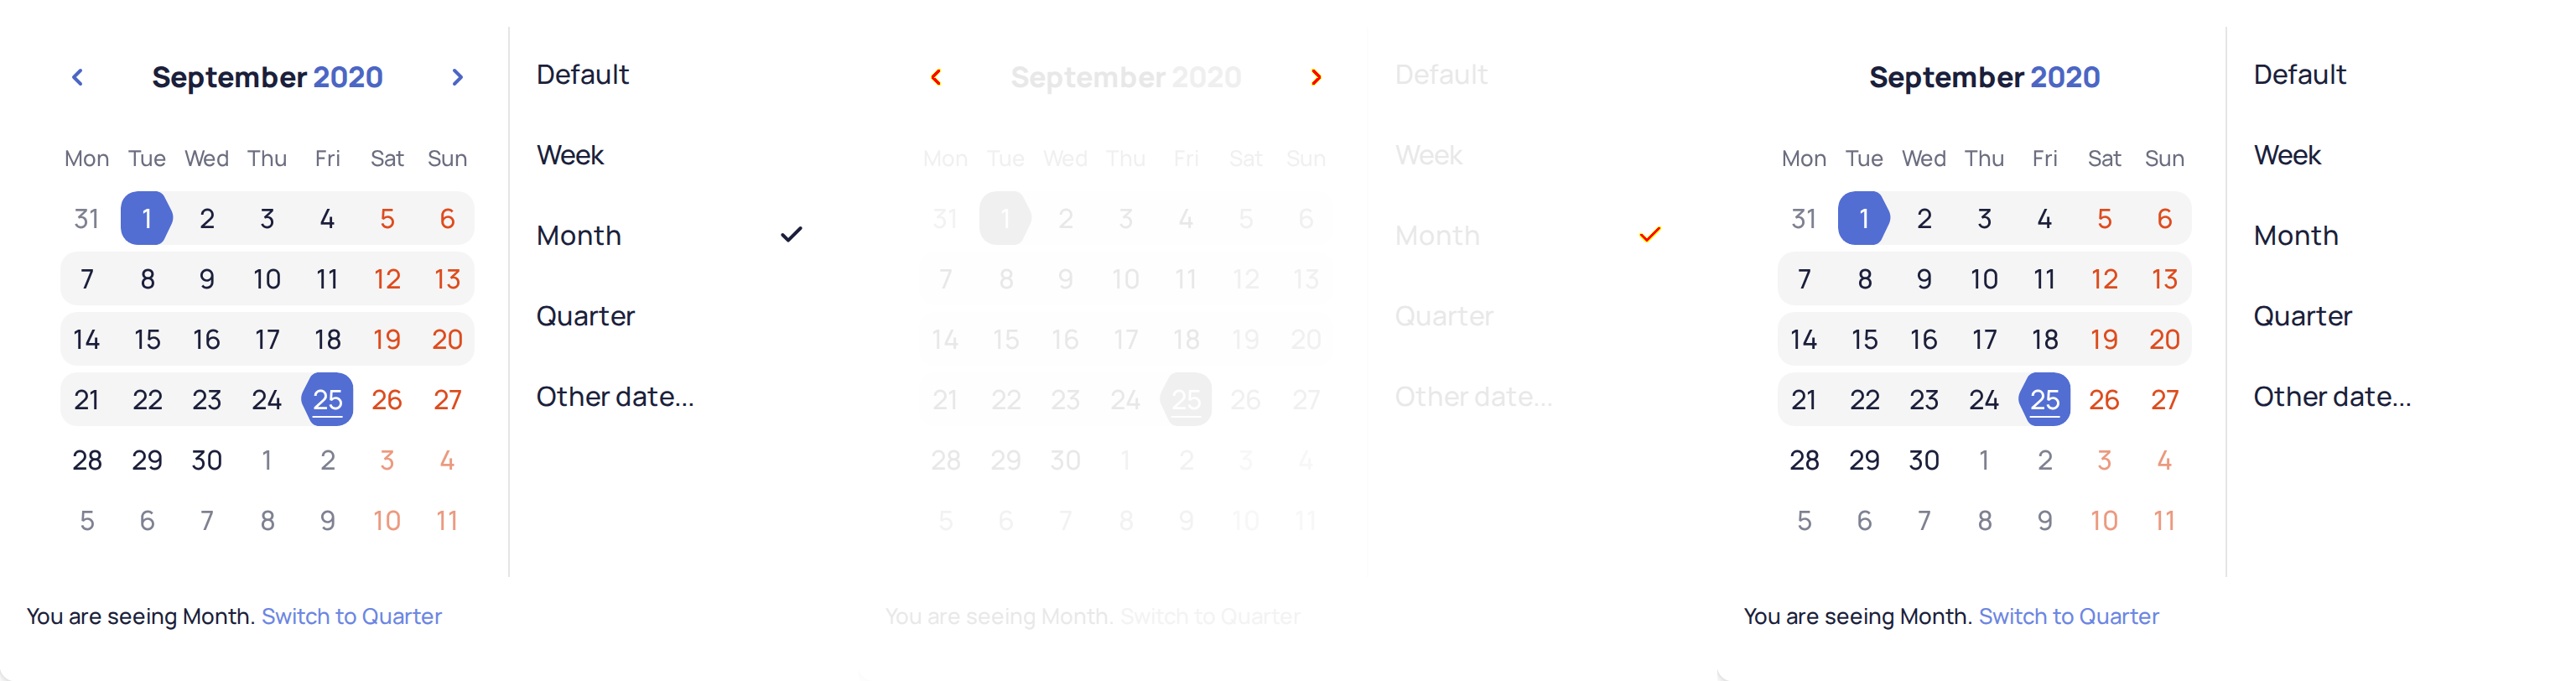 September 2020
Mon Tue Wed Thu Fri Sat Sun
31 1 2 3 4 5 6
7 8 9 10 11 12 13
14 15 16 17 18 19 20
21 22 23 24 25 26 27
28 29 30 1 2 3 4
5 6 7 8 9 10 11
Default
Week
Month
Quarter
Other date...
You are seeing Month. Switch to Quarter
September 2020
Mon Tue Wed Thu Fri Sat Sun
31 1 2 3 4 5 6
7 8 9 10 11 12 13
14 15 16 17 18 19 20
21 22 23 24 25 26 27
28 29 30 1 2 3 4
5 6 7 8 9 10 11
Default
Week
Month
Quarter
Other date...
You are seeing Month. Switch to Quarter
September 2020
Mon Tue Wed Thu Fri Sat Sun
31 1 2 3 4 5 6
7 8 9 10 11 12 13
14 15 16 17 18 19 20
21 22 23 24 25 26 27
28 29 30 1 2 3 4
5 6 7 8 9 10 11
Default
Week
Month
Quarter
Other date...
You are seeing Month. Switch to Quarter